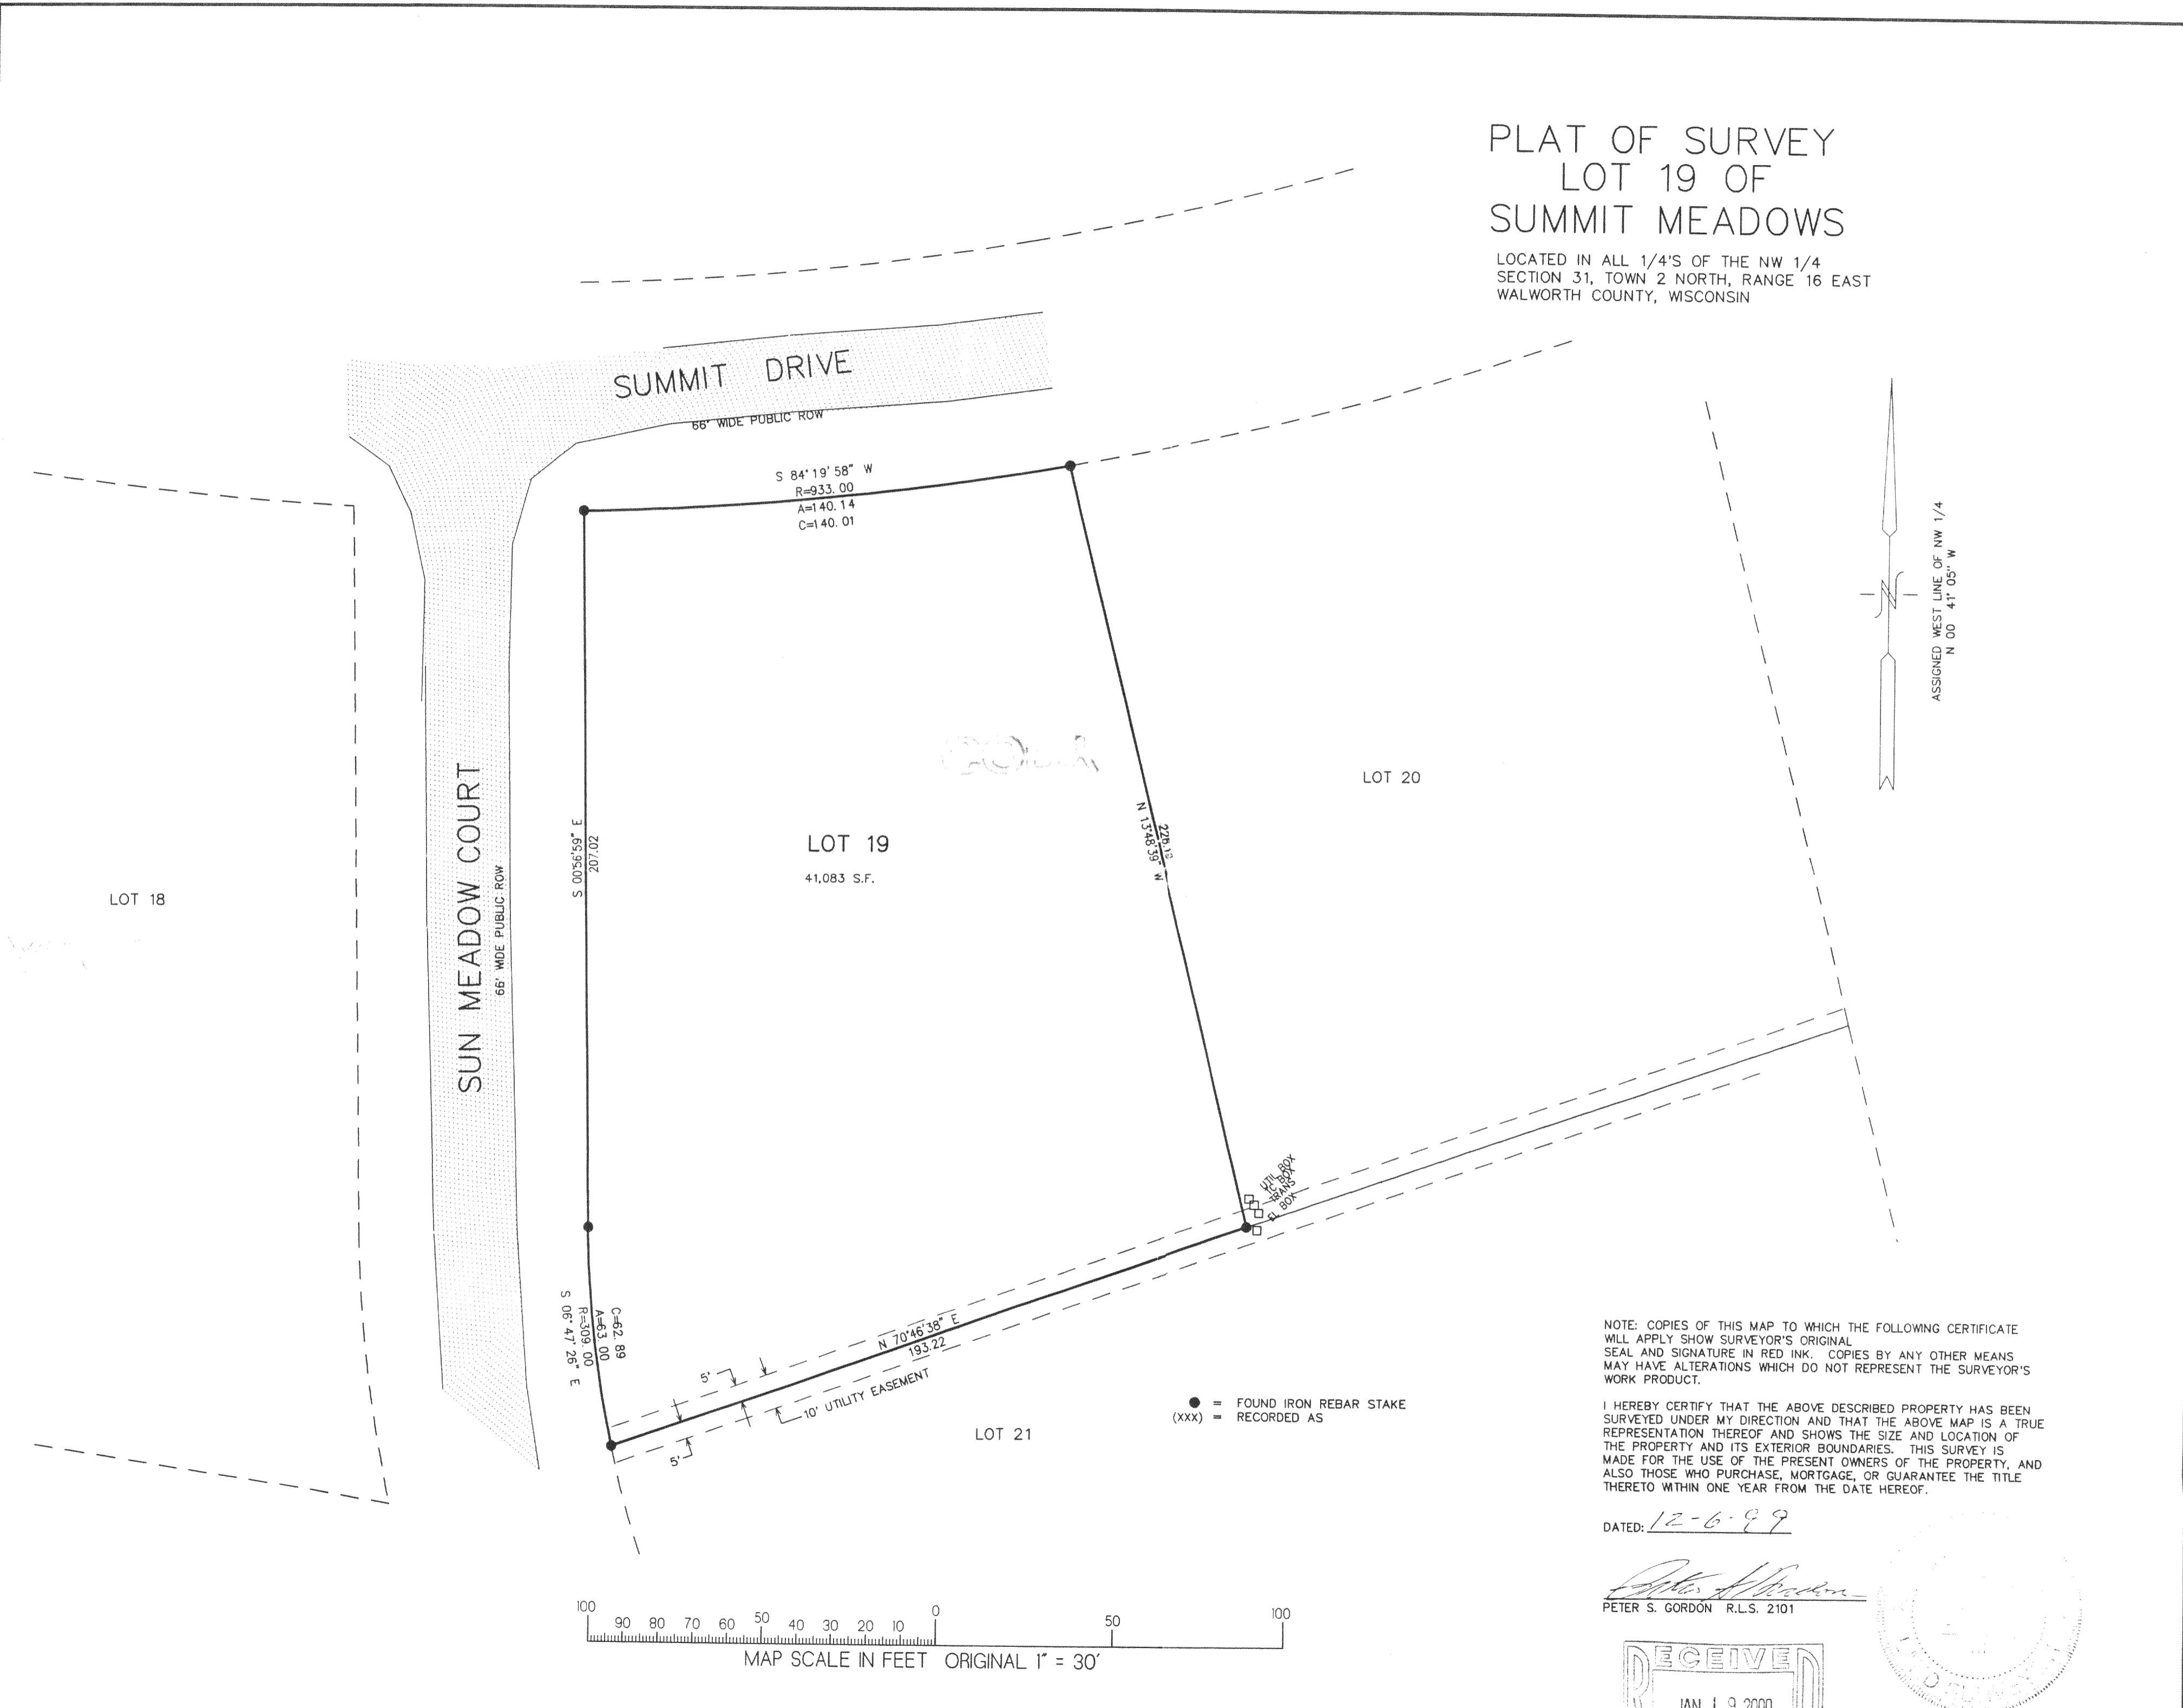 PLAT OF SURVEY
LOT 19 OF
SUMMIT MEADOWS
LOCATED IN ALL 1/4'S OF THE NW 1/4
SECTION 31, TOWN 2 NORTH, RANGE 16 EAST
WALWORTH COUNTY, WISCONSIN
SUMMIT DRIVE
66' WIDE PUBLIC ROW
S 84°19'58" W
R=933.00
A=140.14
C=140.01
ASSIGNED WEST LINE OF NW 1/4
N 00 41' 05" W
N
SUN MEADOW COURT
66' WIDE PUBLIC ROW
S 00°56'59" E
207.02
N 13°48'39" W
LOT 18
LOT 19
41,083 S.F.
LOT 20
UTIL BOX
TC BOX
TRANS
EL BOX
C=62.89
A=63.00
R=309.00
S 06°47'26" E
N 70°46'38" E
193.22
5'
10' UTILITY EASEMENT
5'
LOT 21
● = FOUND IRON REBAR STAKE
(XXX) = RECORDED AS
NOTE: COPIES OF THIS MAP TO WHICH THE FOLLOWING CERTIFICATE
WILL APPLY SHOW SURVEYOR'S ORIGINAL
SEAL AND SIGNATURE IN RED INK. COPIES BY ANY OTHER MEANS
MAY HAVE ALTERATIONS WHICH DO NOT REPRESENT THE SURVEYOR'S
WORK PRODUCT.
I HEREBY CERTIFY THAT THE ABOVE DESCRIBED PROPERTY HAS BEEN
SURVEYED UNDER MY DIRECTION AND THAT THE ABOVE MAP IS A TRUE
REPRESENTATION THEREOF AND SHOWS THE SIZE AND LOCATION OF
THE PROPERTY AND ITS EXTERIOR BOUNDARIES. THIS SURVEY IS
MADE FOR THE USE OF THE PRESENT OWNERS OF THE PROPERTY, AND
ALSO THOSE WHO PURCHASE, MORTGAGE, OR GUARANTEE THE TITLE
THERETO WITHIN ONE YEAR FROM THE DATE HEREOF.
DATED: 12-6-99
PETER S. GORDON R.L.S. 2101
RECEIVED
JAN 19 2000
100 90 80 70 60 50 40 30 20 10 0 50 100
MAP SCALE IN FEET ORIGINAL 1" = 30'